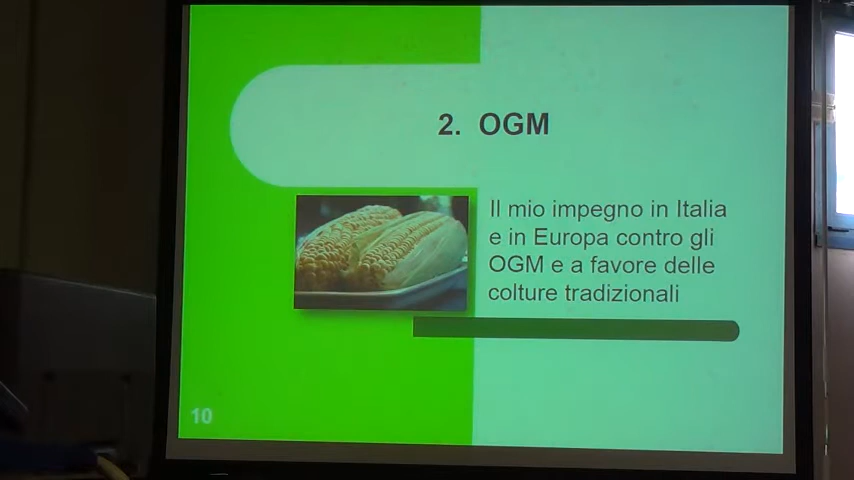 2. OGM
Il mio impegno in Italia
e in Europa contro gli
OGM e a favore delle
colture tradizionali
10